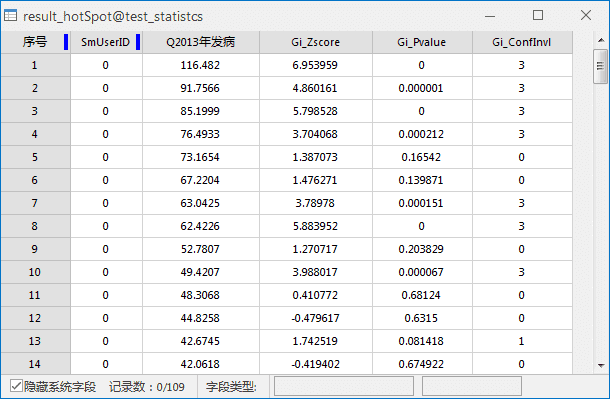 result_hotSpot@test_statistcs
序号 SmUserID Q2013年发病 Gi_Zscore Gi_Pvalue Gi_ConfInvl
1 0 116.482 6.953959 0 3
2 0 91.7566 4.860161 0.000001 3
3 0 85.1999 5.798528 0 3
4 0 76.4933 3.704068 0.000212 3
5 0 73.1654 1.387073 0.16542 0
6 0 67.2204 1.476271 0.139871 0
7 0 63.0425 3.78978 0.000151 3
8 0 62.4226 5.883952 0 3
9 0 52.7807 1.270717 0.203829 0
10 0 49.4207 3.988017 0.000067 3
11 0 48.3068 0.410772 0.68124 0
12 0 44.8258 -0.479617 0.6315 0
13 0 42.6745 1.742519 0.081418 1
14 0 42.0618 -0.419402 0.674922 0
隐藏系统字段 记录数：0/109 字段类型: